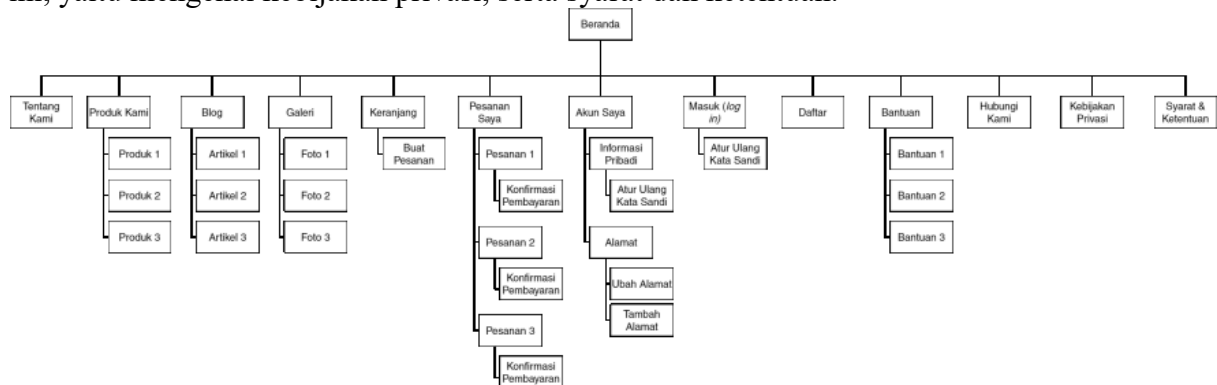 ini, yaitu mengenai kebijakan privasi, serta syarat dan ketentuan.
Beranda
Tentang
Kami
Produk Kami
Blog
Galeri
Keranjang
Pesanan
Saya
Akun Saya
Masuk (log
in)
Daftar
Bantuan
Hubungi
Kami
Kebijakan
Privasi
Syarat &
Ketentuan
Produk 1
Produk 2
Produk 3
Artikel 1
Artikel 2
Artikel 3
Foto 1
Foto 2
Foto 3
Buat
Pesanan
Pesanan 1
Konfirmasi
Pembayaran
Pesanan 2
Konfirmasi
Pembayaran
Pesanan 3
Konfirmasi
Pembayaran
Informasi
Pribadi
Atur Ulang
Kata Sandi
Alamat
Ubah Alamat
Tambah
Alamat
Atur Ulang
Kata Sandi
Bantuan 1
Bantuan 2
Bantuan 3